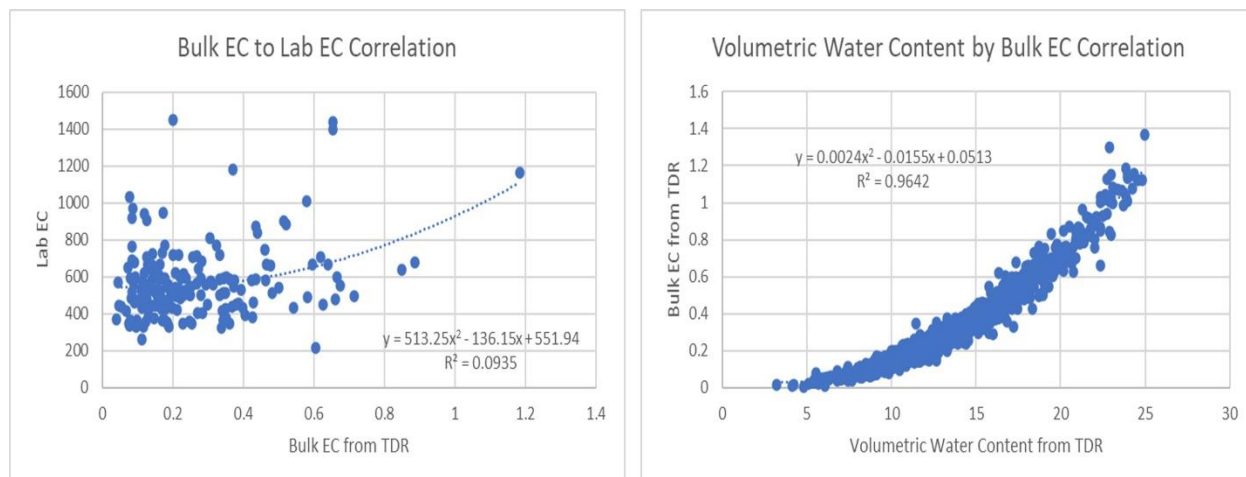 Bulk EC to Lab EC Correlation
1600
1400
1200
1000
800
600
400
200
0
Lab EC
y = 513.25x² - 136.15x + 551.94
R² = 0.0935
0 0.2 0.4 0.6 0.8 1 1.2 1.4
Bulk EC from TDR
Volumetric Water Content by Bulk EC Correlation
1.6
1.4
1.2
1
0.8
0.6
0.4
0.2
0
Bulk EC from TDR
y = 0.0024x² - 0.0155x + 0.0513
R² = 0.9642
0 5 10 15 20 25 30
Volumetric Water Content from TDR